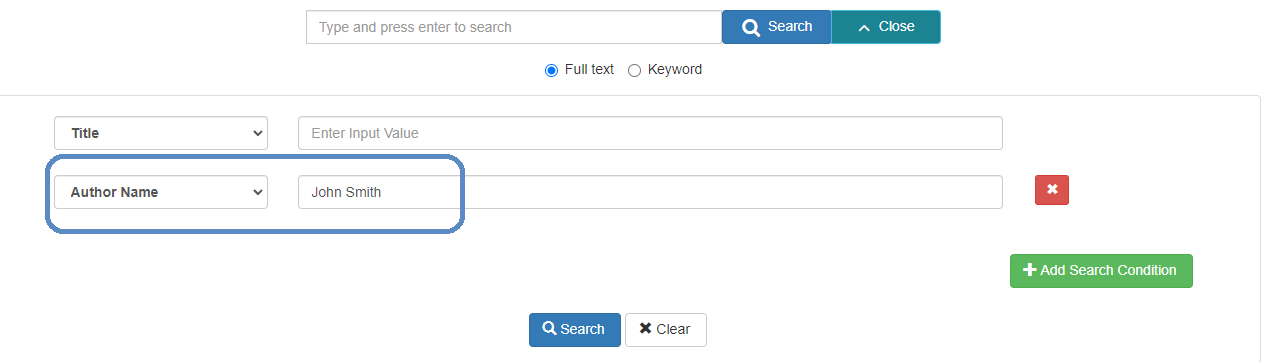 Type and press enter to search Search Close
Full text Keyword
Title Enter Input Value
Author Name John Smith
Add Search Condition
Search Clear